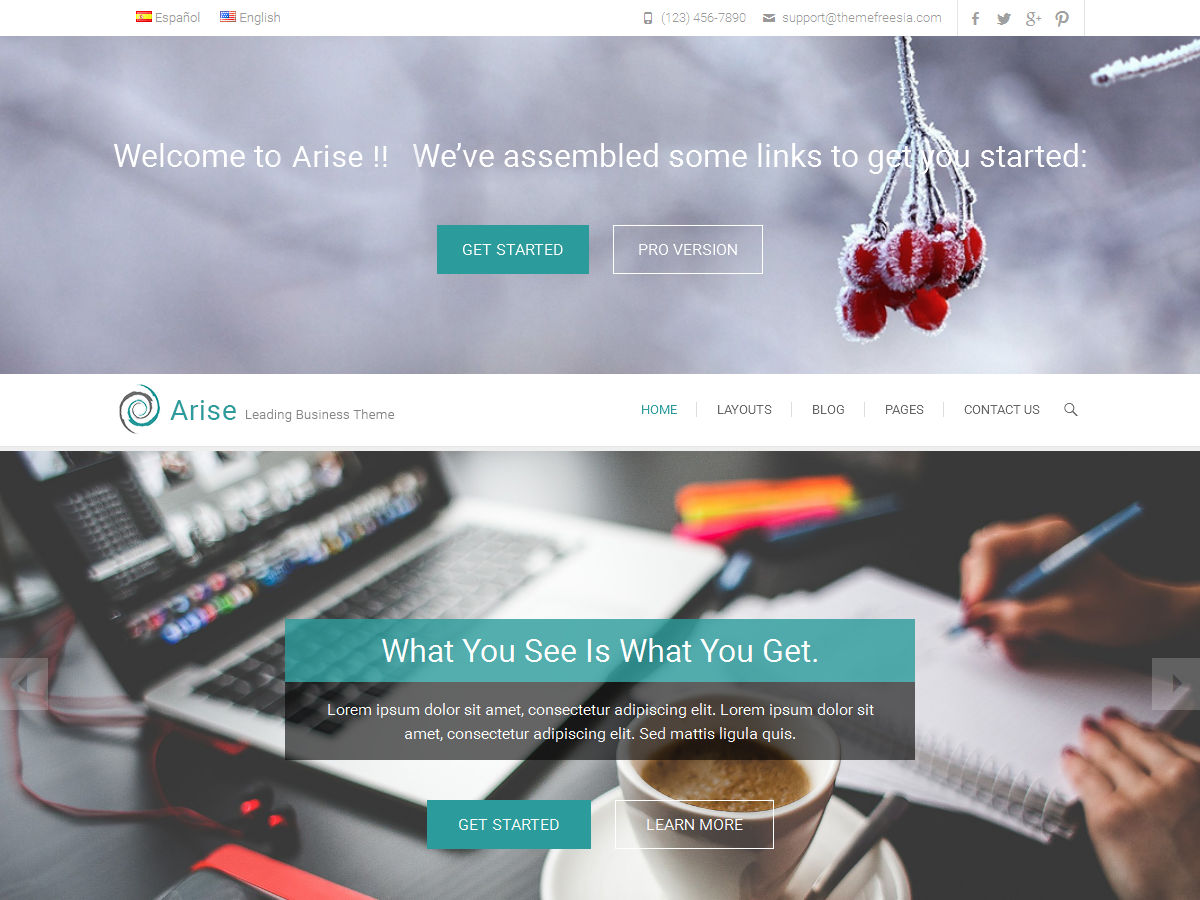 Español English (123) 456-7890 support@themefreesia.com
Welcome to Arise !! We’ve assembled some links to get you started:
GET STARTED PRO VERSION
Arise Leading Business Theme HOME LAYOUTS BLOG PAGES CONTACT US
What You See Is What You Get.
Lorem ipsum dolor sit amet, consectetur adipiscing elit. Lorem ipsum dolor sit
amet, consectetur adipiscing elit. Sed mattis ligula quis.
GET STARTED LEARN MORE